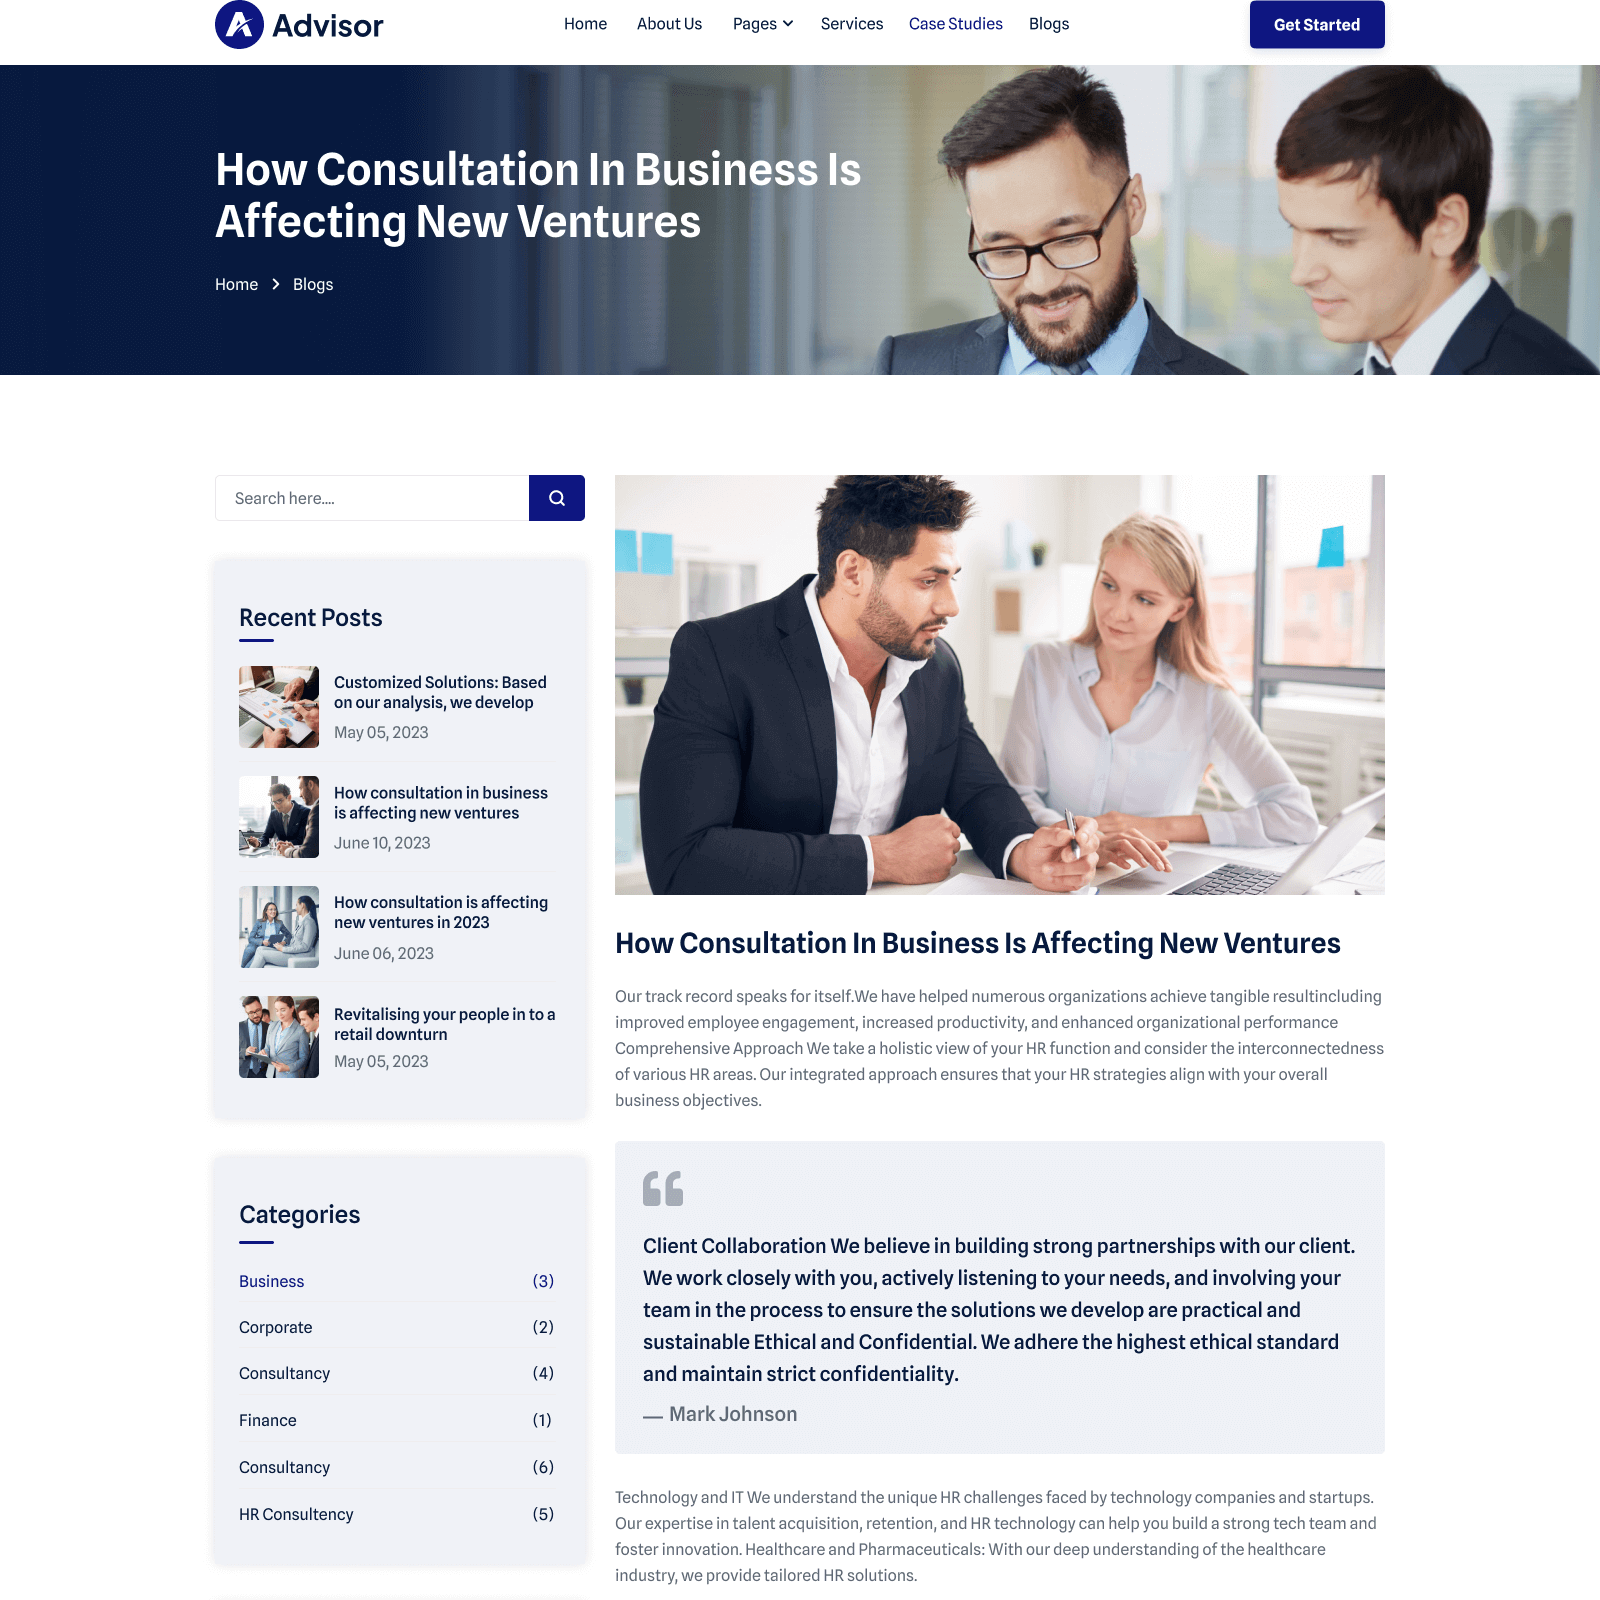 Advisor
Home
About Us
Pages
Services
Case Studies
Blogs
Get Started
How Consultation In Business Is
Affecting New Ventures
Home
Blogs
Search here....
Recent Posts
Customized Solutions: Based
on our analysis, we develop
May 05, 2023
How consultation in business
is affecting new ventures
June 10, 2023
How consultation is affecting
new ventures in 2023
June 06, 2023
Revitalising your people in to a
retail downturn
May 05, 2023
Categories
Business (3)
Corporate (2)
Consultancy (4)
Finance (1)
Consultancy (6)
HR Consultency (5)
How Consultation In Business Is Affecting New Ventures
Our track record speaks for itself.We have helped numerous organizations achieve tangible resultincluding
improved employee engagement, increased productivity, and enhanced organizational performance
Comprehensive Approach We take a holistic view of your HR function and consider the interconnectedness
of various HR areas. Our integrated approach ensures that your HR strategies align with your overall
business objectives.
Client Collaboration We believe in building strong partnerships with our client.
We work closely with you, actively listening to your needs, and involving your
team in the process to ensure the solutions we develop are practical and
sustainable Ethical and Confidential. We adhere the highest ethical standard
and maintain strict confidentiality.
— Mark Johnson
Technology and IT We understand the unique HR challenges faced by technology companies and startups.
Our expertise in talent acquisition, retention, and HR technology can help you build a strong tech team and
foster innovation. Healthcare and Pharmaceuticals: With our deep understanding of the healthcare
industry, we provide tailored HR solutions.